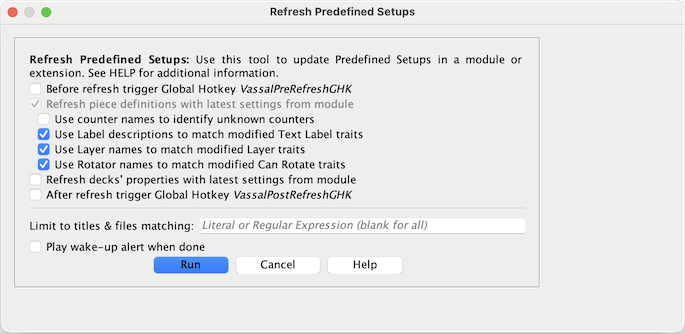 Refresh Predefined Setups
Refresh Predefined Setups: Use this tool to update Predefined Setups in a module or
extension. See HELP for additional information.
Before refresh trigger Global Hotkey VassalPreRefreshGHK
Refresh piece definitions with latest settings from module
Use counter names to identify unknown counters
Use Label descriptions to match modified Text Label traits
Use Layer names to match modified Layer traits
Use Rotator names to match modified Can Rotate traits
Refresh decks' properties with latest settings from module
After refresh trigger Global Hotkey VassalPostRefreshGHK
Limit to titles & files matching: Literal or Regular Expression (blank for all)
Play wake-up alert when done
Run Cancel Help